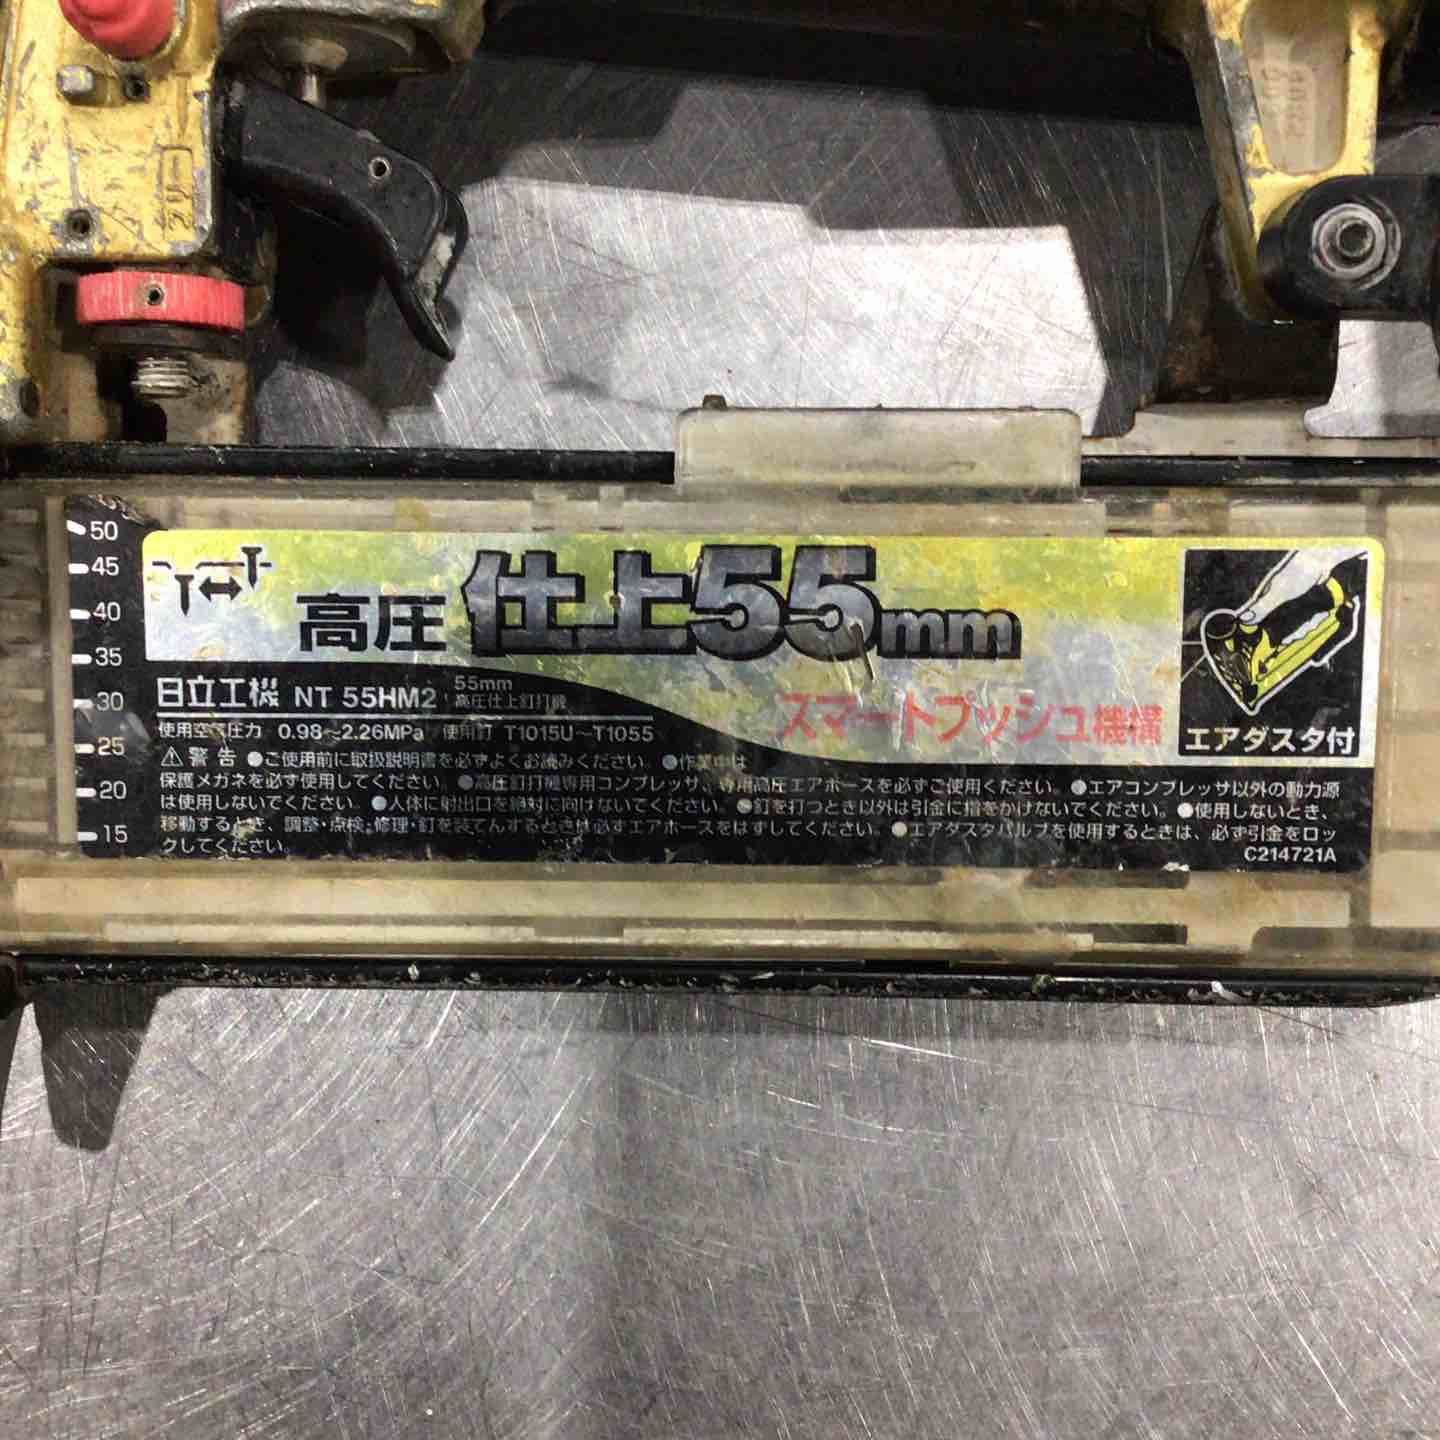 50
45
40
35
30
25
20
15
高圧 仕上55mm
スマートプッシュ機構
エアダスタ付
日立工機 NT 55HM2 55mm
高圧仕上釘打機
使用空気圧力 0.98～2.26MPa 使用釘 T1015U～T1055
⚠ 警告 ●ご使用前に取扱説明書を必ずよくお読みください。●作業中は
保護メガネを必ず使用してください。●高圧釘打機専用コンプレッサ、専用高圧エアホースを必ずご使用ください。●エアコンプレッサ以外の動力源
は使用しないでください。●人体に射出口を絶対に向けないでください。●釘を打つとき以外は引金に指をかけないでください。●使用しないとき、
移動するとき、調整・点検・修理・釘を装てんするときは必ずエアホースをはずしてください。●エアダスタバルブを使用するときは、必ず引金をロッ
クしてください。
C214721A